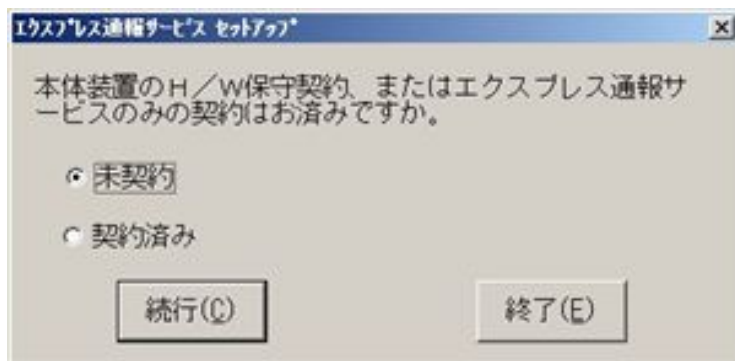 エクスプレス通報サービス セットアップ
本体装置のH/W保守契約、またはエクスプレス通報サ
ービスのみの契約はお済みですか。
未契約
契約済み
続行(C)
終了(E)